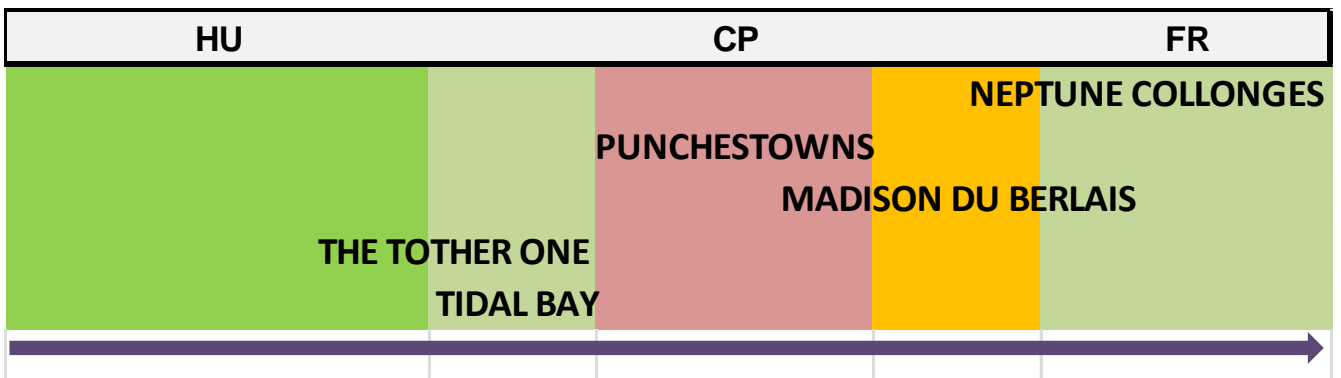 HU CP FR
NEPTUNE COLLONGES
PUNCHESTOWNS
MADISON DU BERLAIS
THE TOTHER ONE
TIDAL BAY